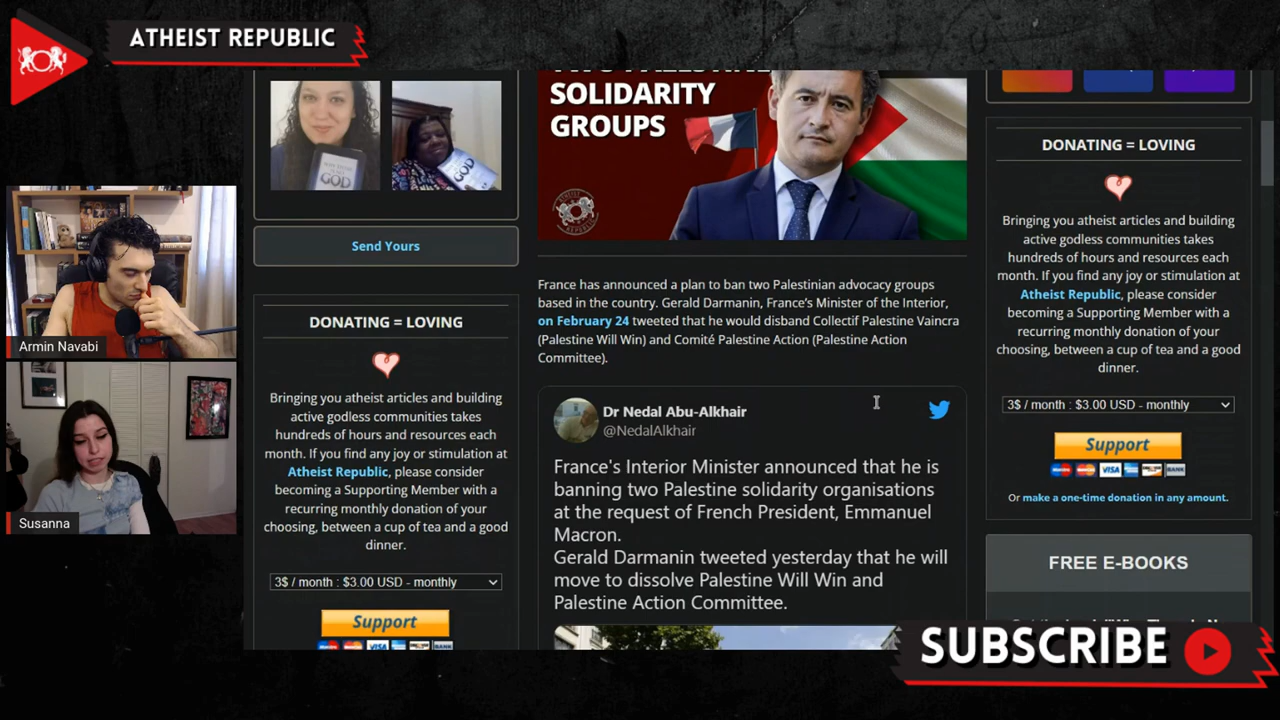 ATHEIST REPUBLIC
Armin Navabi
Susanna
GOD
GOD
Send Yours
DONATING = LOVING
Bringing you atheist articles and building
active godless communities takes
hundreds of hours and resources each
month. If you find any joy or stimulation at
Atheist Republic, please consider
becoming a Supporting Member with a
recurring monthly donation of your
choosing, between a cup of tea and a good
dinner.
3$ / month : $3.00 USD - monthly
Support
SOLIDARITY
GROUPS
France has announced a plan to ban two Palestinian advocacy groups
based in the country. Gerald Darmanin, France's Minister of the Interior,
on February 24 tweeted that he would disband Collectif Palestine Vaincra
(Palestine Will Win) and Comité Palestine Action (Palestine Action
Committee).
Dr Nedal Abu-Alkhair
@NedalAlkhair
France's Interior Minister announced that he is
banning two Palestine solidarity organisations
at the request of French President, Emmanuel
Macron.
Gerald Darmanin tweeted yesterday that he will
move to dissolve Palestine Will Win and
Palestine Action Committee.
DONATING = LOVING
Bringing you atheist articles and building
active godless communities takes
hundreds of hours and resources each
month. If you find any joy or stimulation at
Atheist Republic, please consider
becoming a Supporting Member with a
recurring monthly donation of your
choosing, between a cup of tea and a good
dinner.
3$ / month : $3.00 USD - monthly
Support
VISA
BANK
Or make a one-time donation in any amount.
FREE E-BOOKS
SUBSCRIBE